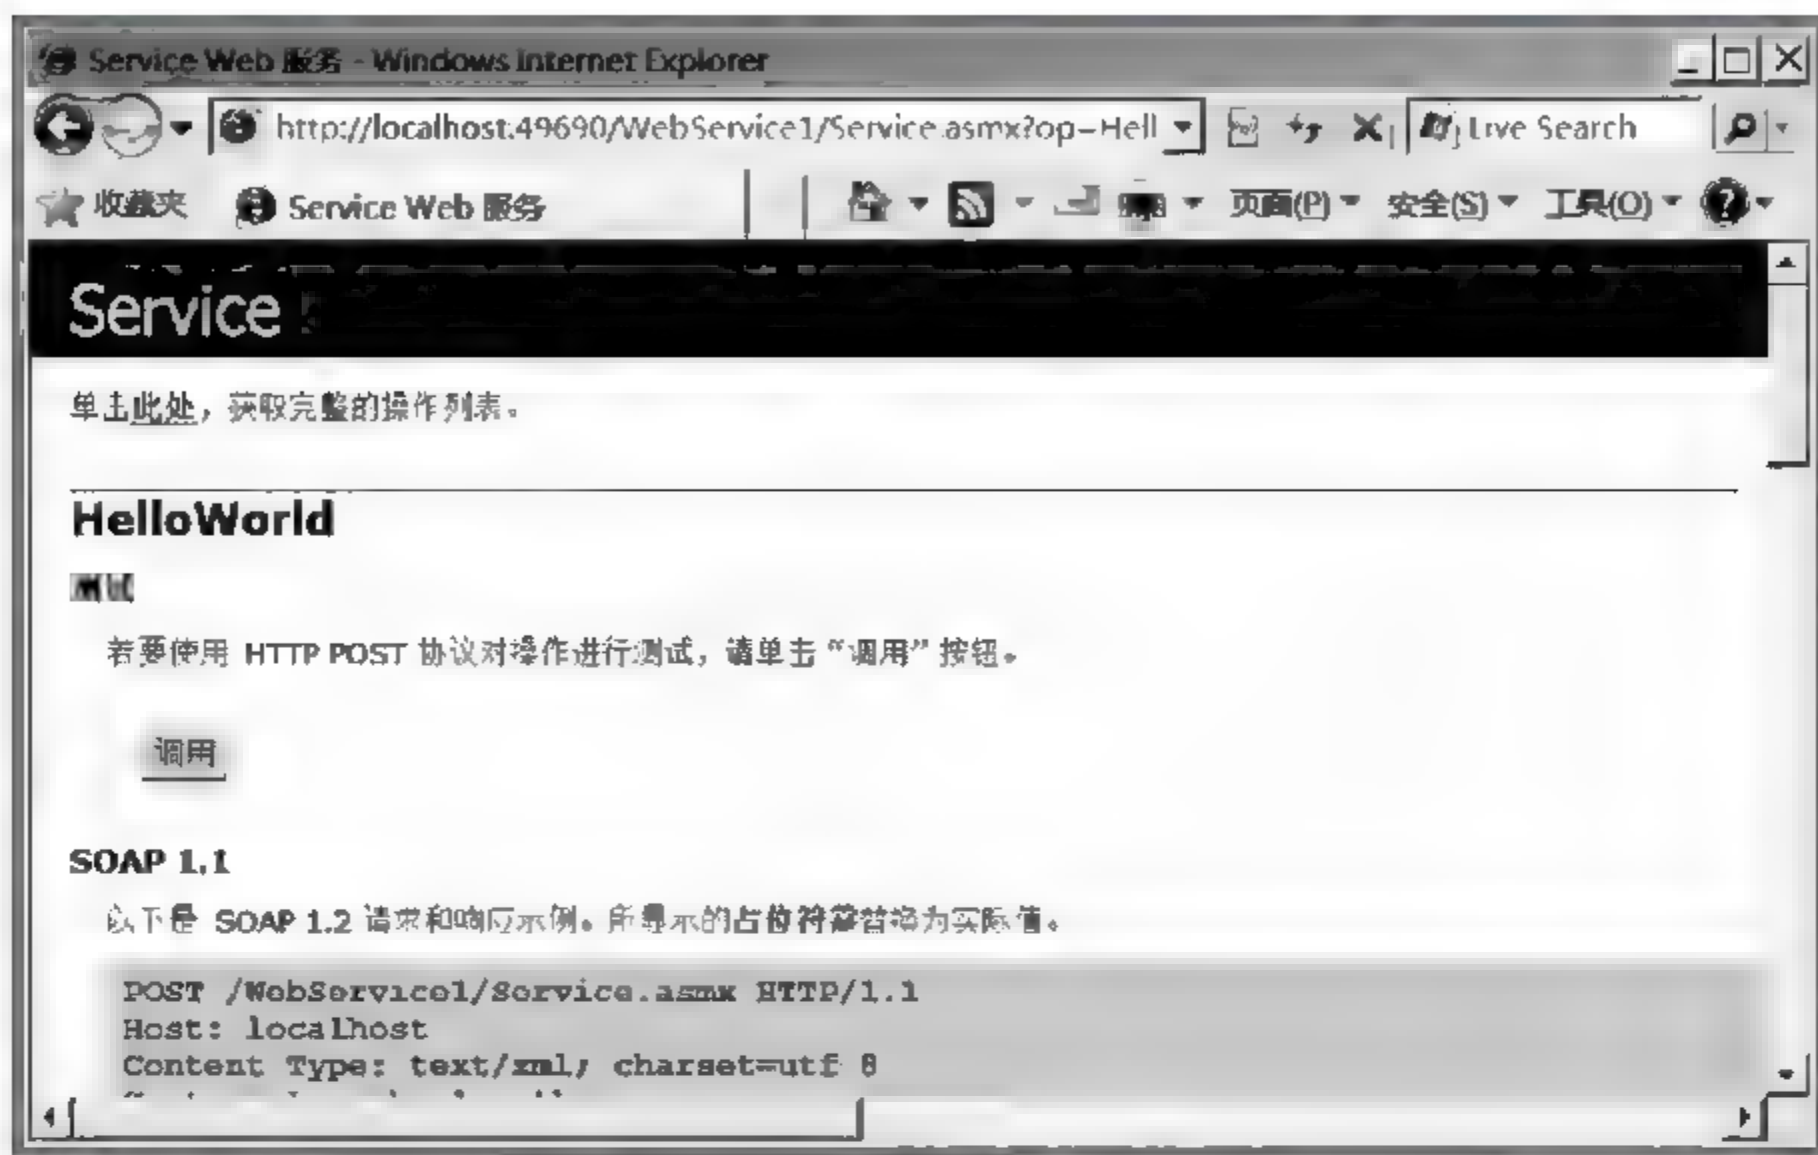 Service Web 服务 - Windows Internet Explorer
http://localhost:49690/WebService1/Service.asmx?op=Hell
Live Search
收藏夹 Service Web 服务 页面(P) 安全(S) 工具(O)
Service
单击此处，获取完整的操作列表。
HelloWorld
测试
若要使用 HTTP POST 协议对操作进行测试，请单击“调用”按钮。
调用
SOAP 1.1
以下是 SOAP 1.2 请求和响应示例。所显示的占位符需替换为实际值。
POST /WebService1/Service.asmx HTTP/1.1
Host: localhost
Content Type: text/xml; charset=utf 8